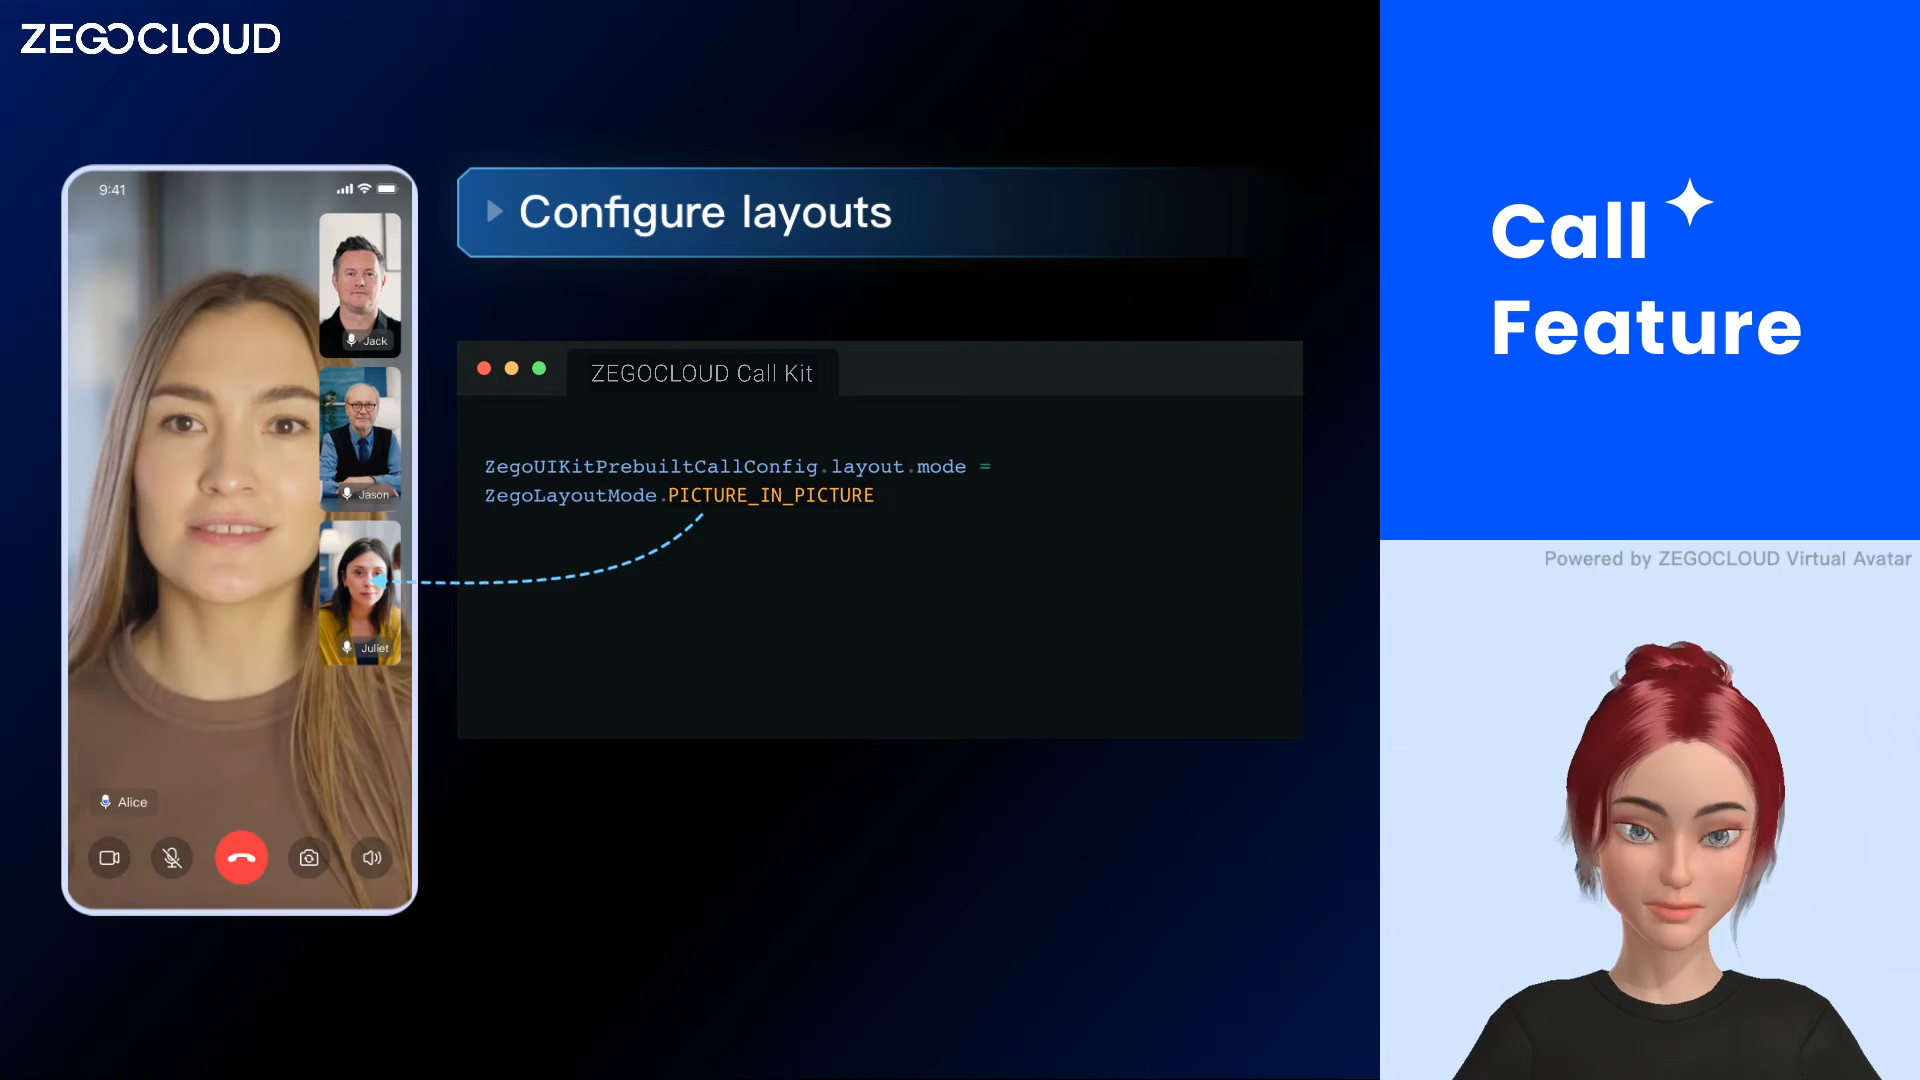 ZEGOCLOUD
9:41
Jack
Jason
Juliet
Alice
Configure layouts
ZEGOCLOUD Call Kit
ZegoUIKitPrebuiltCallConfig.layout.mode =
ZegoLayoutMode.PICTURE_IN_PICTURE
Call
Feature
Powered by ZEGOCLOUD Virtual Avatar